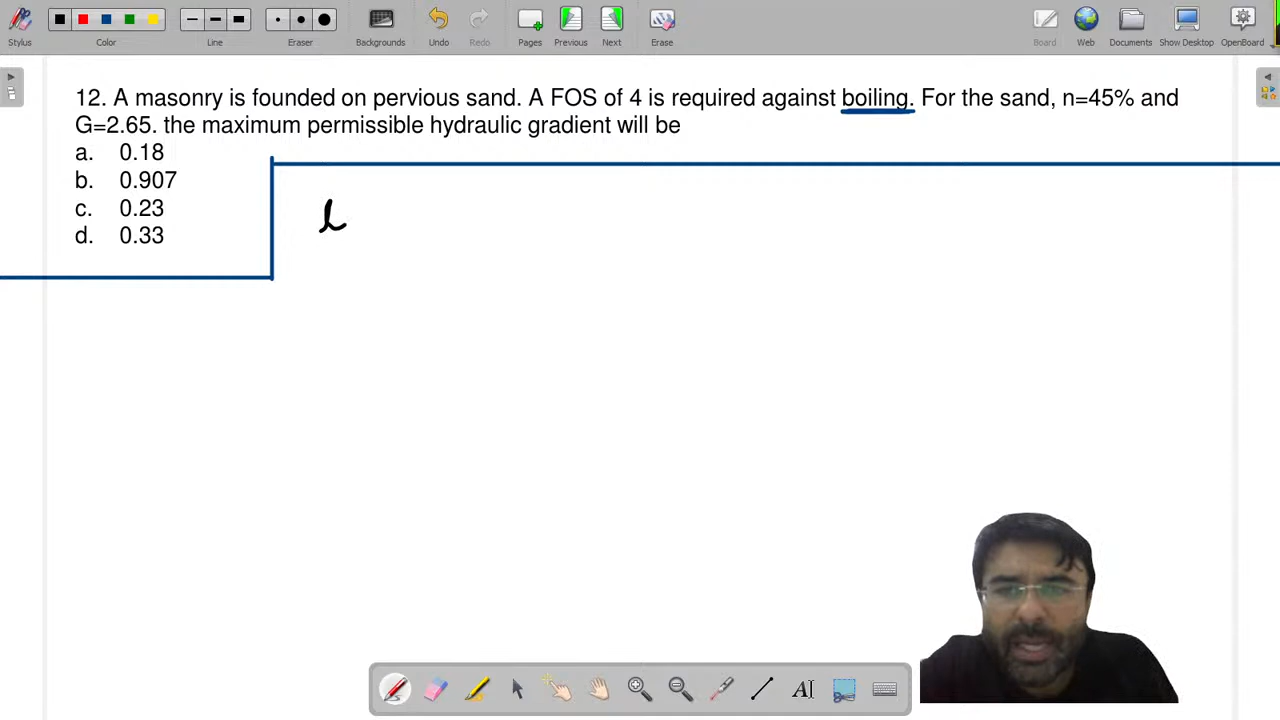 Stylus
Color
Line
Eraser
Backgrounds
Undo
Redo
Pages
Previous
Next
Erase
Board
Web
Documents
Show Desktop
OpenBoard
12. A masonry is founded on pervious sand. A FOS of 4 is required against boiling. For the sand, n=45% and
G=2.65. the maximum permissible hydraulic gradient will be
a. 0.18
b. 0.907
c. 0.23
d. 0.33